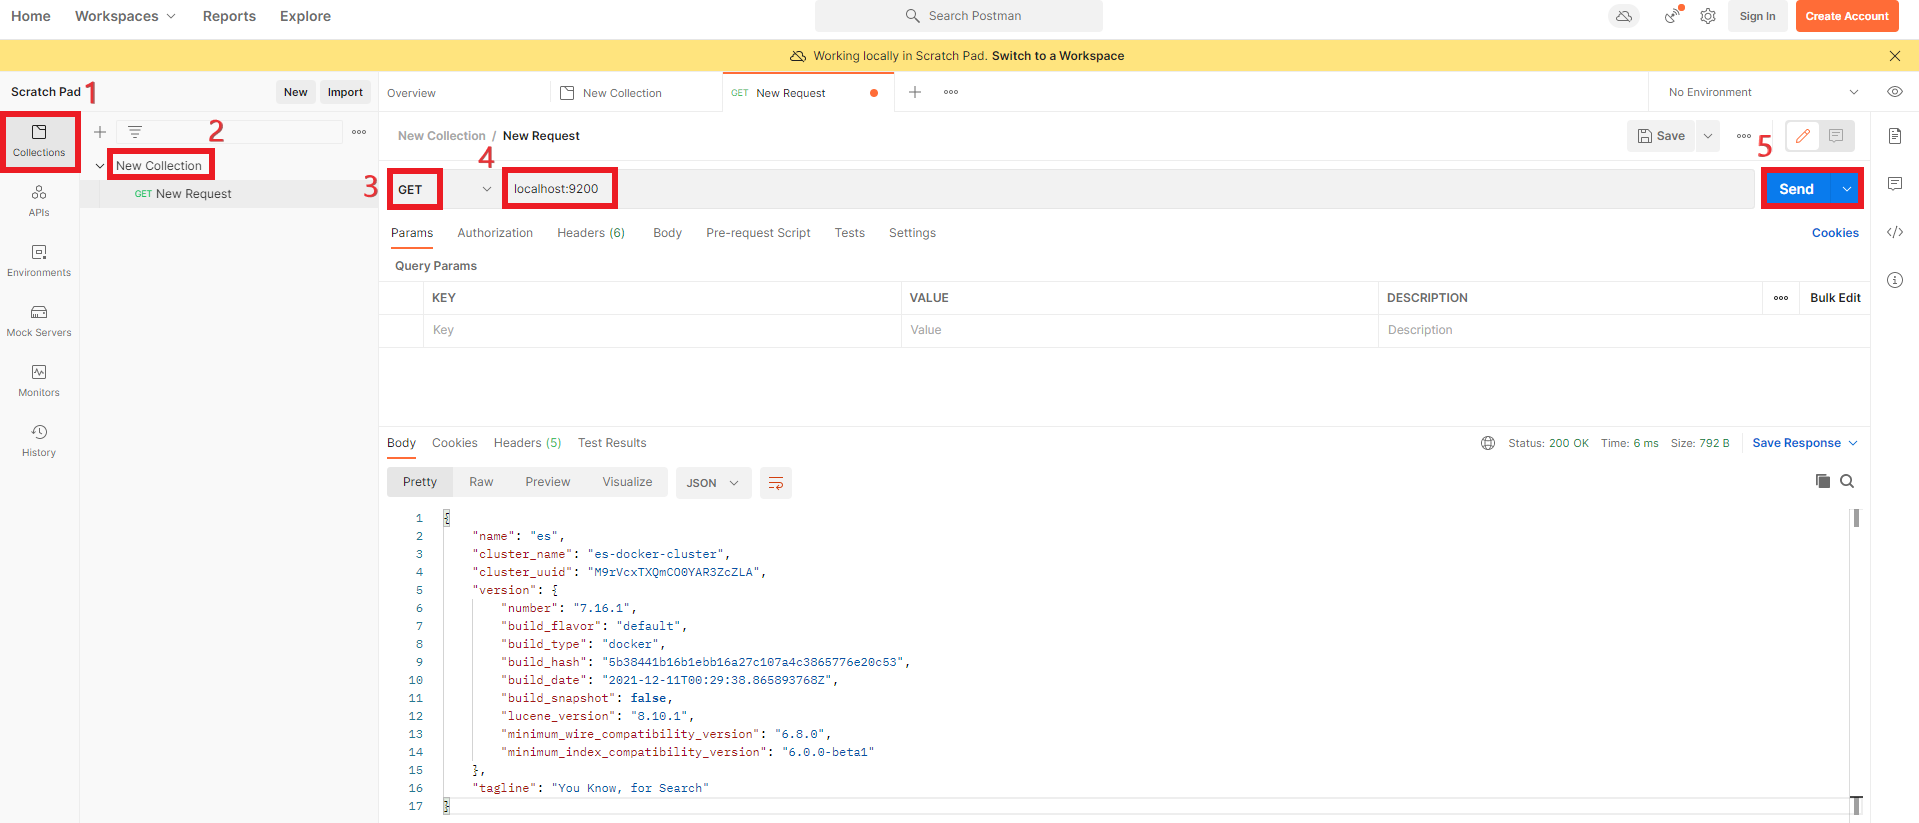 Home Workspaces Reports Explore Search Postman Sign In Create Account
Working locally in Scratch Pad. Switch to a Workspace
Scratch Pad 1 New Import Overview New Collection GET New Request No Environment
Collections
2
New Collection
GET New Request
APIs
Environments
Mock Servers
Monitors
History
New Collection / New Request Save
3 GET 4 localhost:9200 5 Send
Params Authorization Headers (6) Body Pre-request Script Tests Settings Cookies
Query Params
KEY VALUE DESCRIPTION Bulk Edit
Key Value Description
Body Cookies Headers (5) Test Results Status: 200 OK Time: 6 ms Size: 792 B Save Response
Pretty Raw Preview Visualize JSON
1 {
2 "name": "es",
3 "cluster_name": "es-docker-cluster",
4 "cluster_uuid": "M9rVcxTXQmCO0YAR3ZcZLA",
5 "version": {
6 "number": "7.16.1",
7 "build_flavor": "default",
8 "build_type": "docker",
9 "build_hash": "5b38441b16b1ebb16a27c107a4c3865776e20c53",
10 "build_date": "2021-12-11T00:29:38.865893768Z",
11 "build_snapshot": false,
12 "lucene_version": "8.10.1",
13 "minimum_wire_compatibility_version": "6.8.0",
14 "minimum_index_compatibility_version": "6.0.0-beta1"
15 },
16 "tagline": "You Know, for Search"
17 }